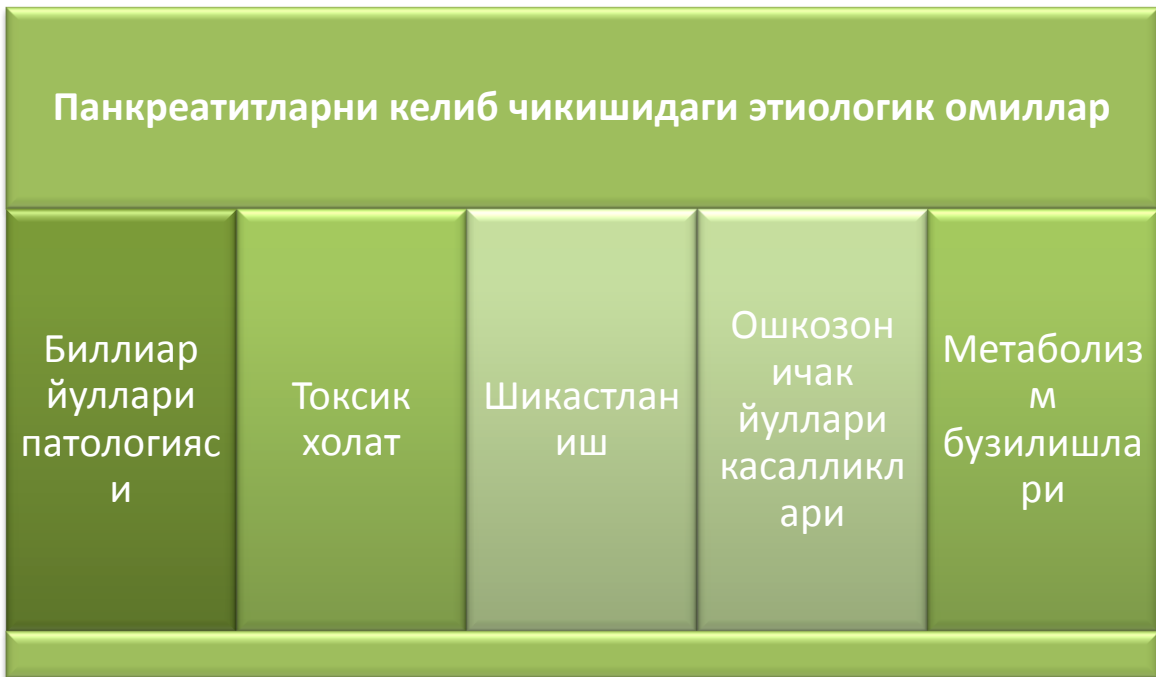 Панкреатитларни келиб чикишидаги этиологик омиллар
Биллиар
йуллари
патологияс
и
Токсик
холат
Шикастлан
иш
Ошкозон
ичак
йуллари
касалликл
ари
Метаболиз
м
бузилишла
ри